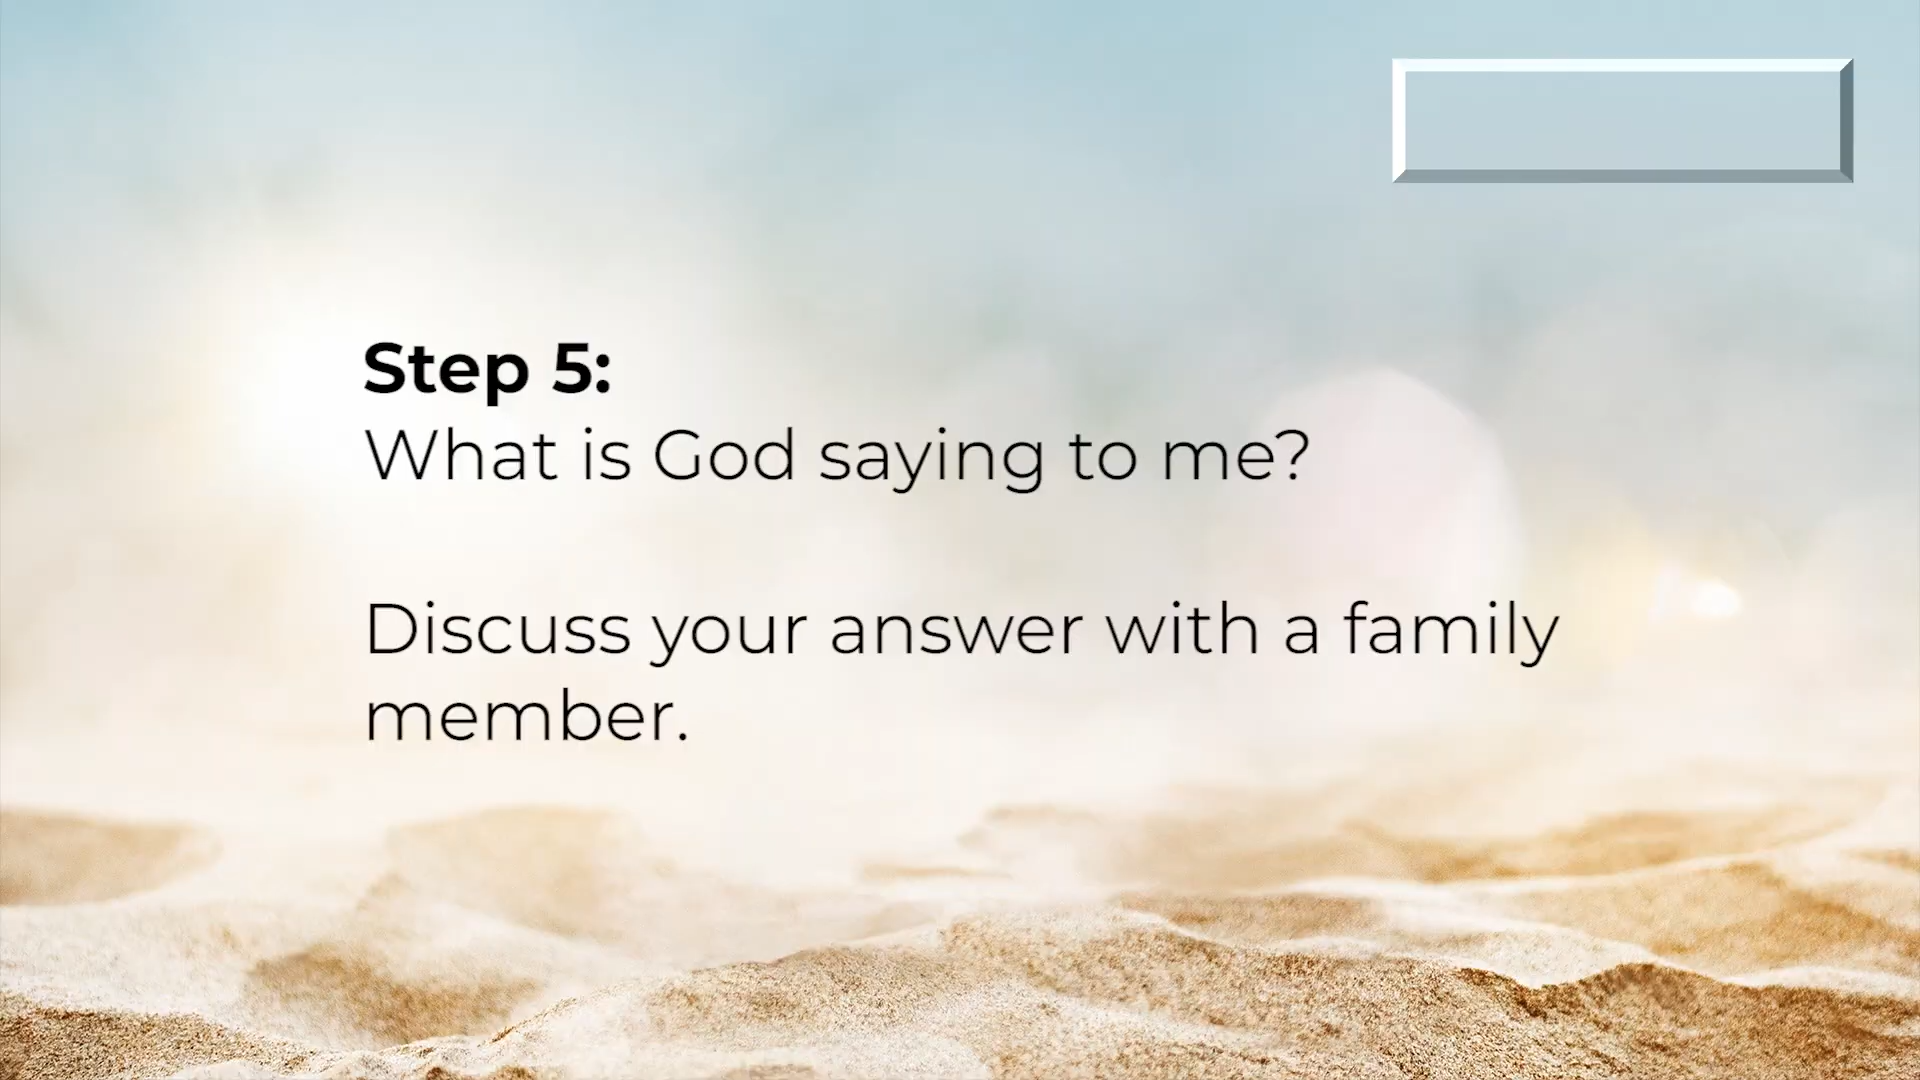 Step 5:
What is God saying to me?
Discuss your answer with a family
member.